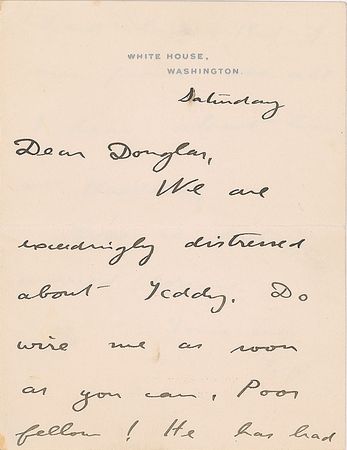 WHITE HOUSE,
WASHINGTON.
Saturday
Dear Douglas,
We are
exceedingly distressed
about Teddy. Do
wire me as soon
as you can. Poor
fellow! He has had